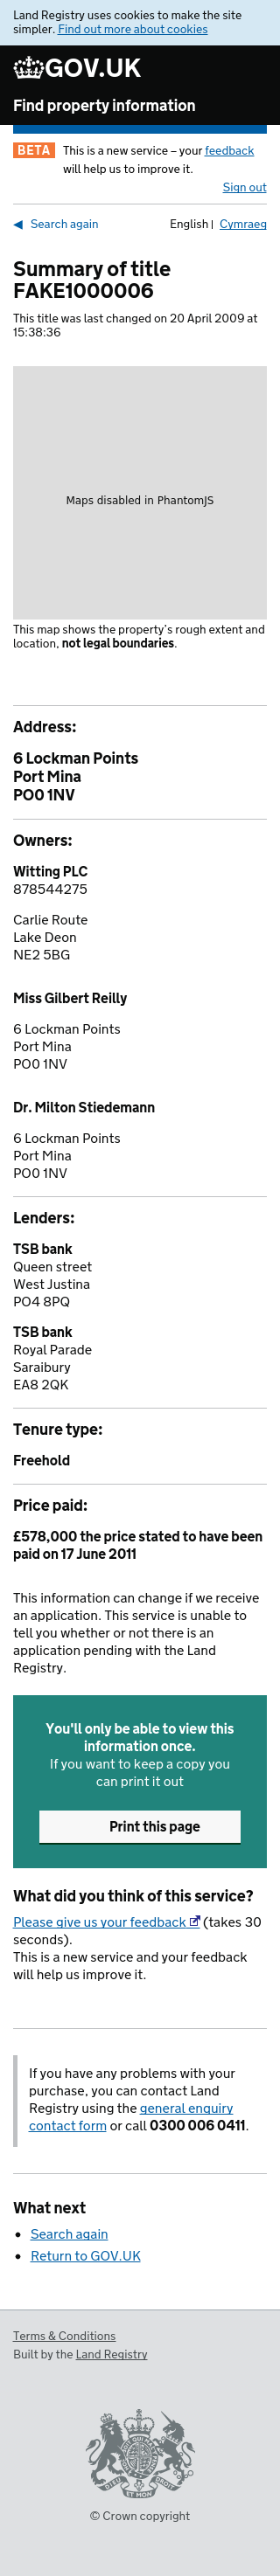 Land Registry uses cookies to make the site
simpler. Find out more about cookies
GOV.UK
Find property information
BETA This is a new service – your feedback
will help us to improve it.
Sign out
Search again English | Cymraeg
Summary of title
FAKE1000006
This title was last changed on 20 April 2009 at
15:38:36
Maps disabled in PhantomJS
This map shows the property's rough extent and
location, not legal boundaries.
Address:
6 Lockman Points
Port Mina
PO0 1NV
Owners:
Witting PLC
878544275
Carlie Route
Lake Deon
NE2 5BG
Miss Gilbert Reilly
6 Lockman Points
Port Mina
PO0 1NV
Dr. Milton Stiedemann
6 Lockman Points
Port Mina
PO0 1NV
Lenders:
TSB bank
Queen street
West Justina
PO4 8PQ
TSB bank
Royal Parade
Saraibury
EA8 2QK
Tenure type:
Freehold
Price paid:
£578,000 the price stated to have been
paid on 17 June 2011
This information can change if we receive
an application. This service is unable to
tell you whether or not there is an
application pending with the Land
Registry.
You'll only be able to view this
information once.
If you want to keep a copy you
can print it out
Print this page
What did you think of this service?
Please give us your feedback (takes 30
seconds).
This is a new service and your feedback
will help us improve it.
If you have any problems with your
purchase, you can contact Land
Registry using the general enquiry
contact form or call 0300 006 0411.
What next
• Search again
• Return to GOV.UK
Terms & Conditions
Built by the Land Registry
© Crown copyright